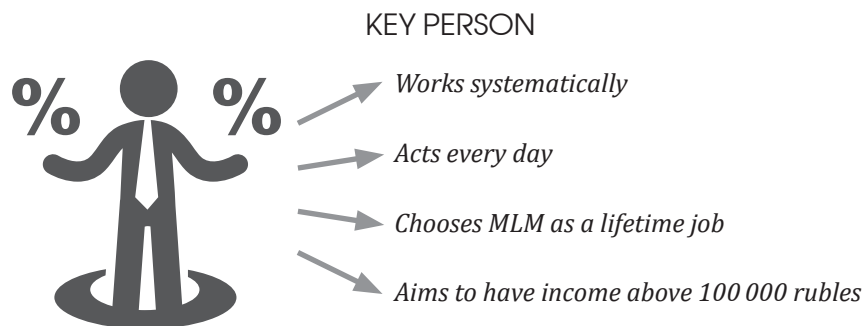 KEY PERSON
% %
Works systematically
Acts every day
Chooses MLM as a lifetime job
Aims to have income above 100 000 rubles